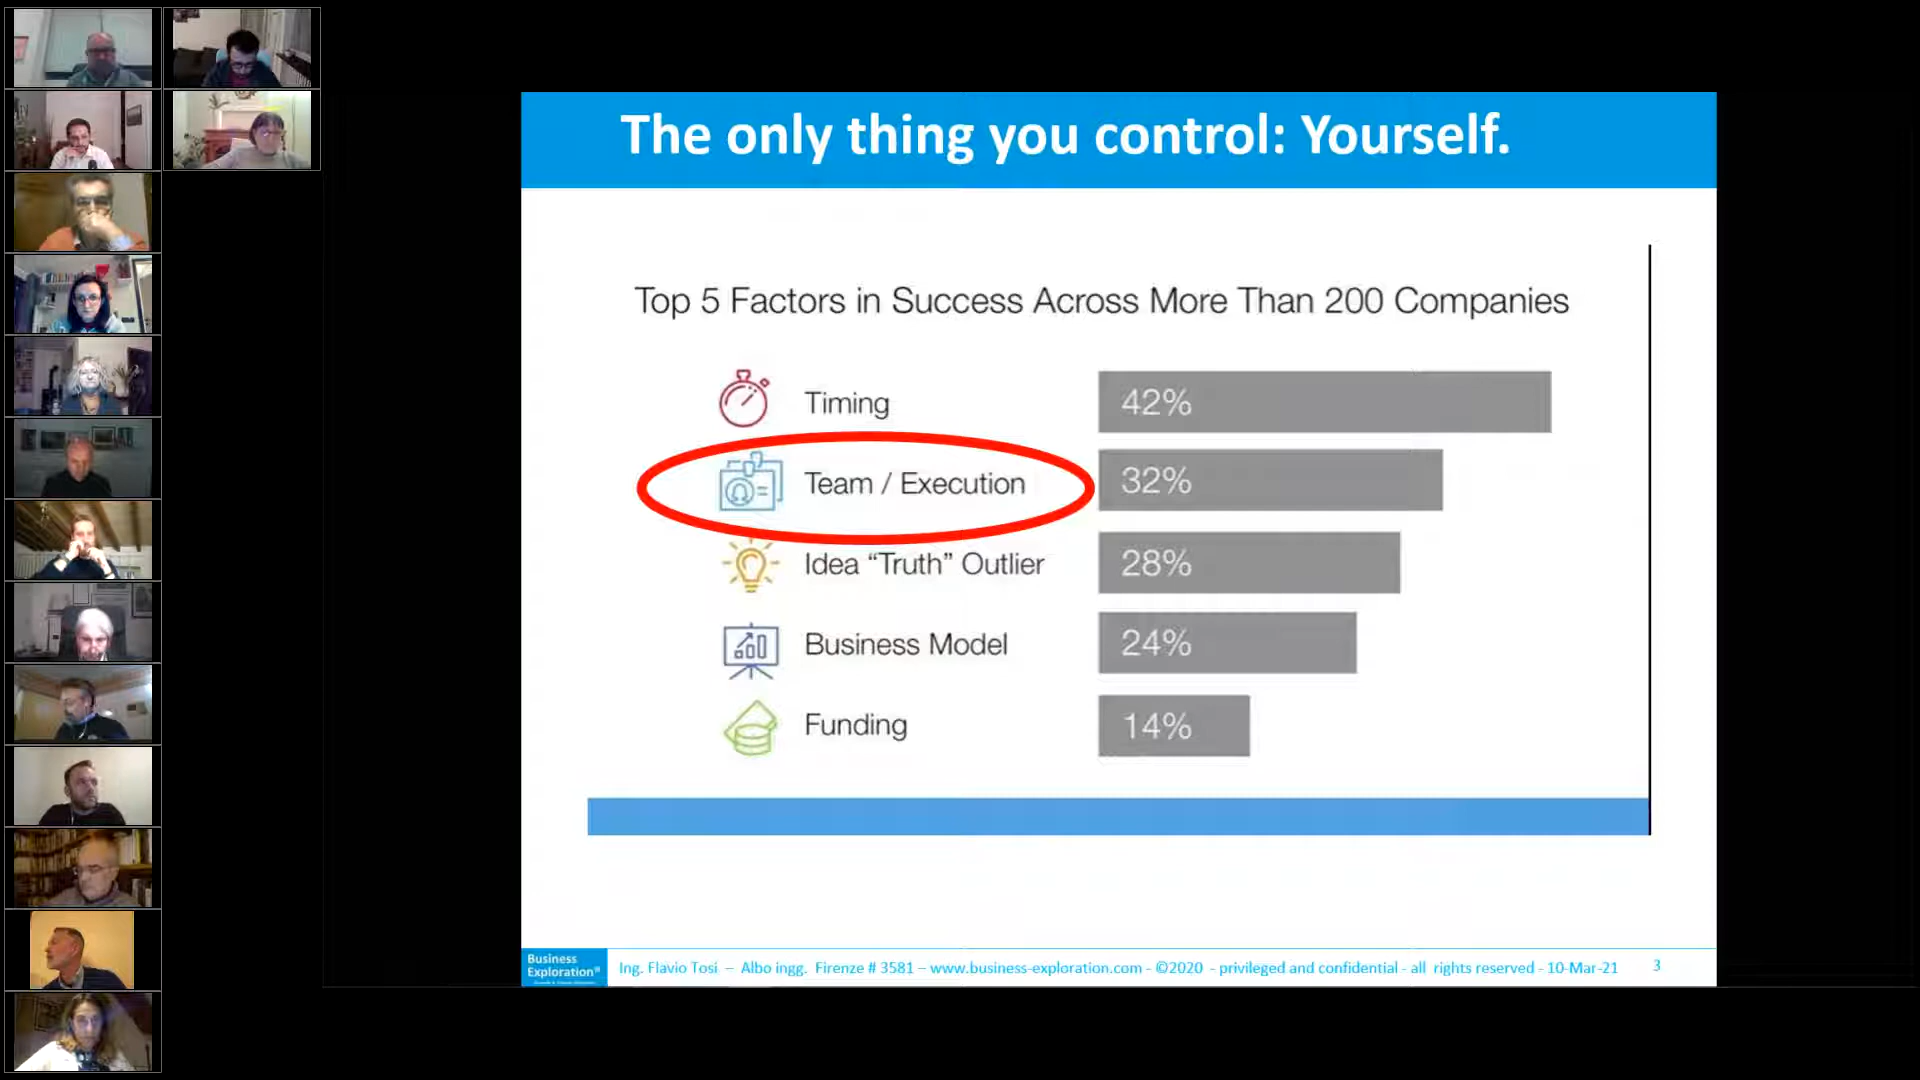 The only thing you control: Yourself.
Top 5 Factors in Success Across More Than 200 Companies
Timing 42%
Team / Execution 32%
Idea “Truth” Outlier 28%
Business Model 24%
Funding 14%
Business
Exploration®
Ing. Flavio Tosi – Albo ingg. Firenze # 3581 – www.business-exploration.com - ©2020 - privileged and confidential - all rights reserved - 10-Mar-21 3